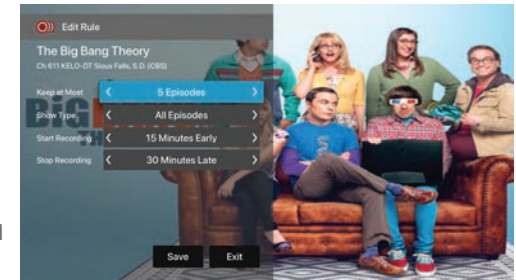 Edit Rule
The Big Bang Theory
Ch 611 KELO-DT Sioux Falls, S.D. (CBS)
Keep at Most 5 Episodes
Show Type All Episodes
Start Recording 15 Minutes Early
Stop Recording 30 Minutes Late
Save Exit